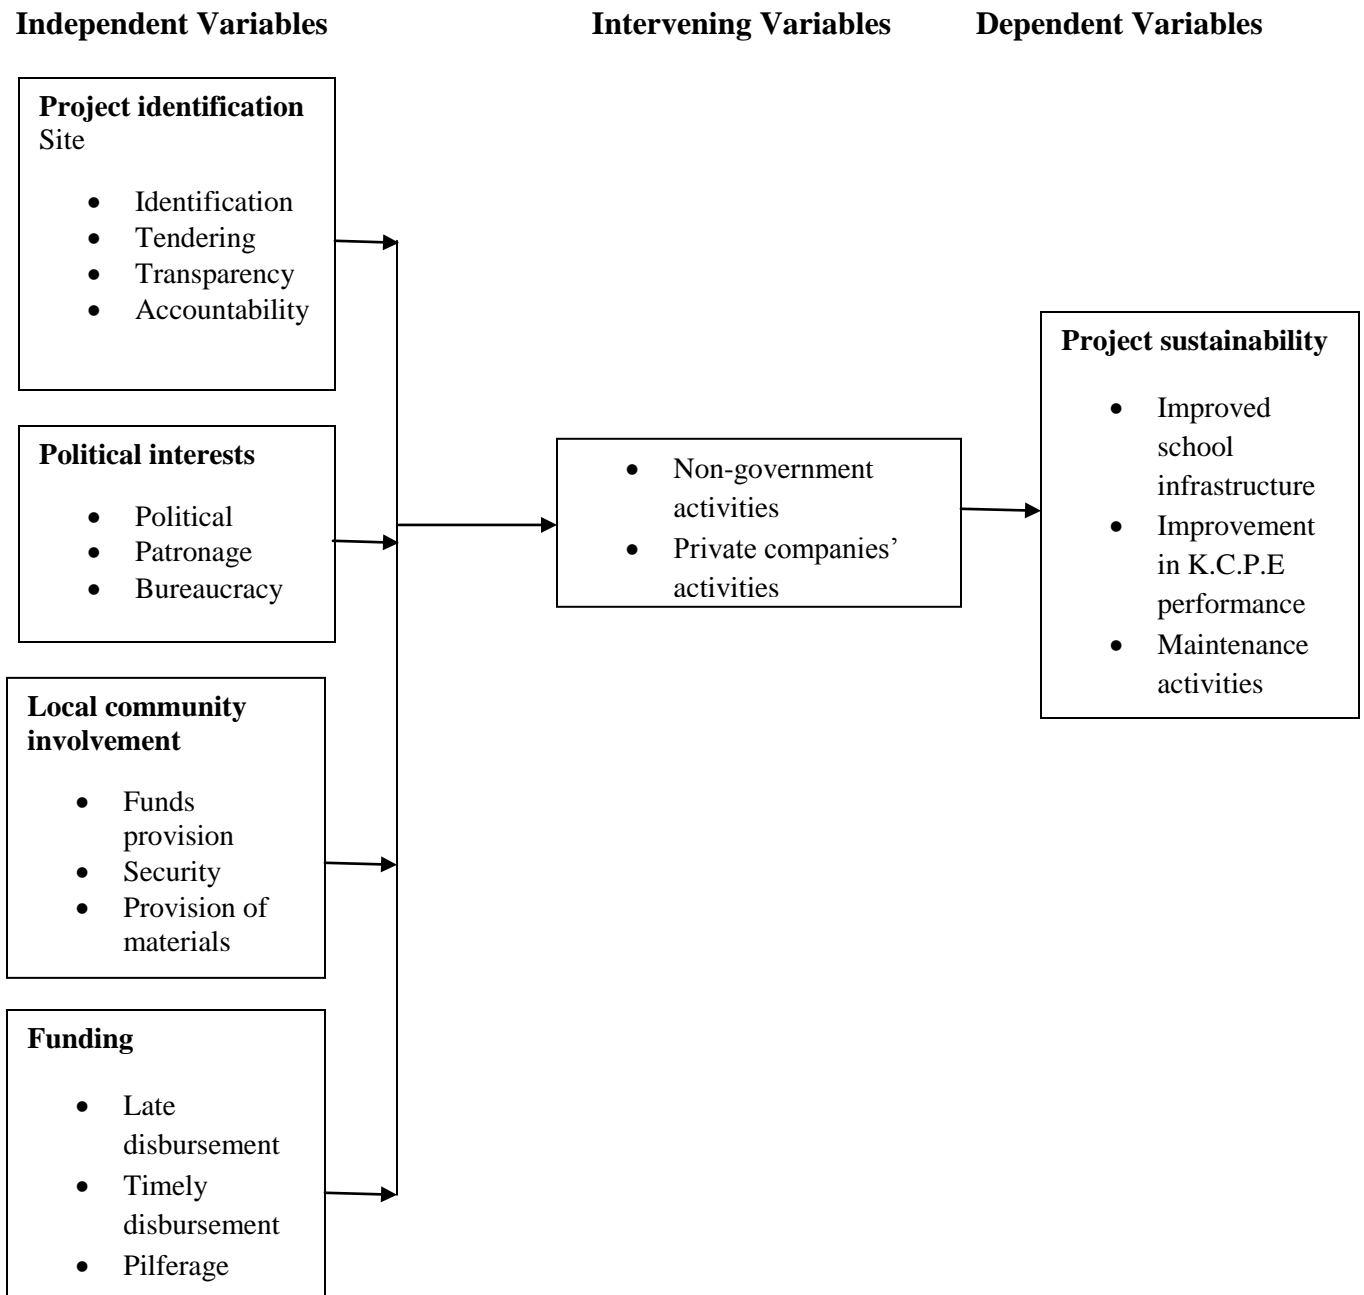 Independent Variables
Intervening Variables
Dependent Variables
Project identification
Site
• Identification
• Tendering
• Transparency
• Accountability
Political interests
• Political
• Patronage
• Bureaucracy
Local community
involvement
• Funds
provision
• Security
• Provision of
materials
Funding
• Late
disbursement
• Timely
disbursement
• Pilferage
• Non-government
activities
• Private companies’
activities
Project sustainability
• Improved
school
infrastructure
• Improvement
in K.C.P.E
performance
• Maintenance
activities